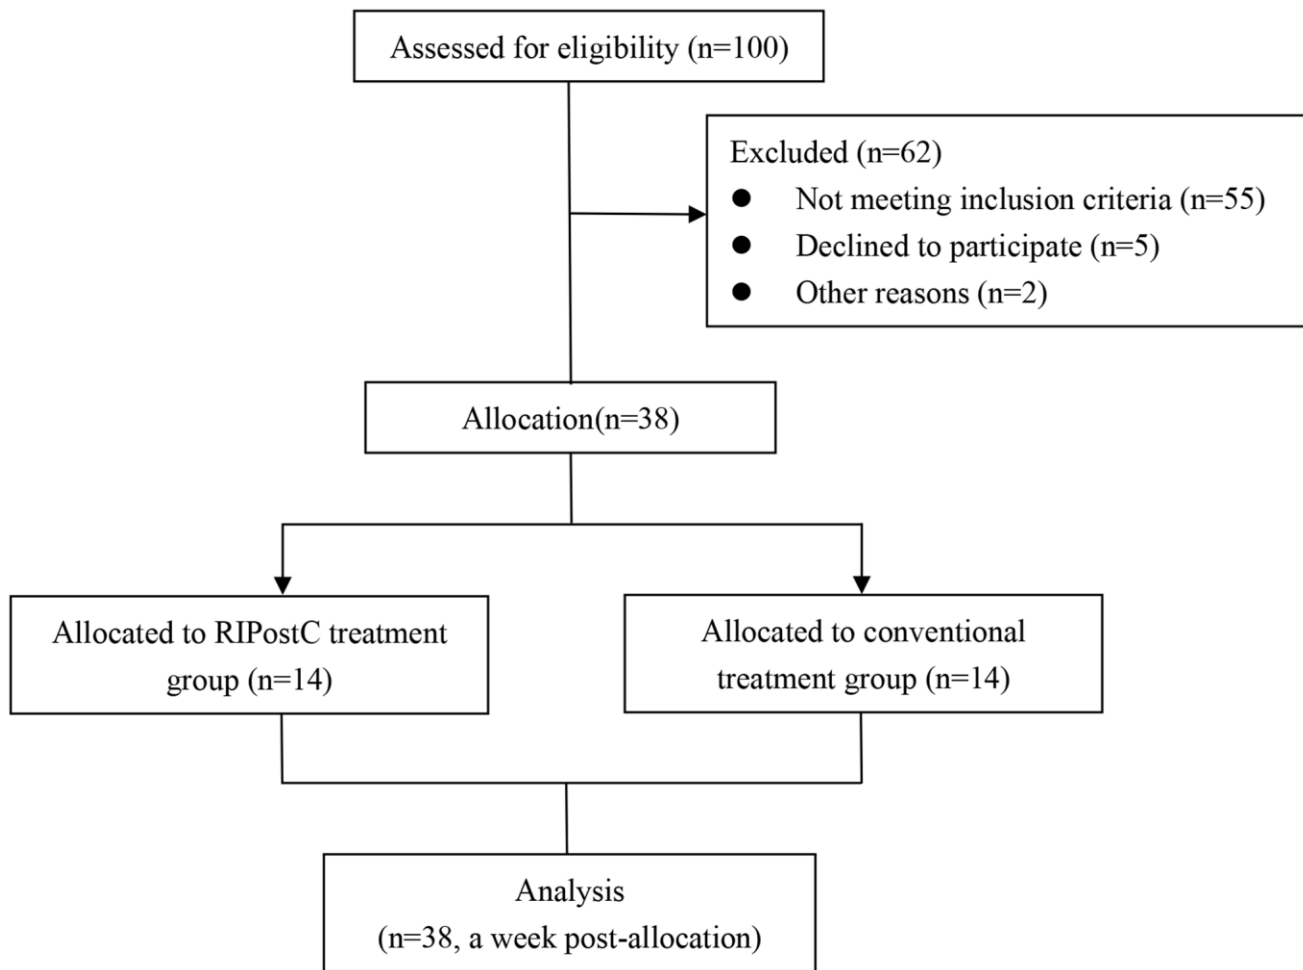 Assessed for eligibility (n=100)
Excluded (n=62)
● Not meeting inclusion criteria (n=55)
● Declined to participate (n=5)
● Other reasons (n=2)
Allocation(n=38)
Allocated to RIPostC treatment
group (n=14)
Allocated to conventional
treatment group (n=14)
Analysis
(n=38, a week post-allocation)